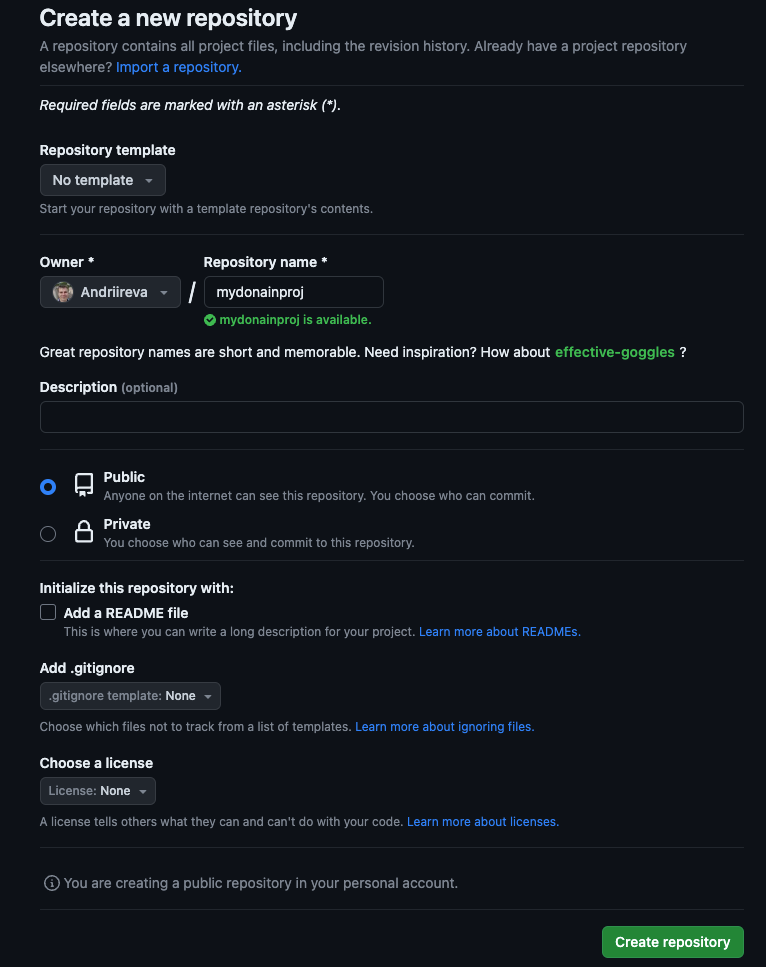 Create a new repository
A repository contains all project files, including the revision history. Already have a project repository
elsewhere? Import a repository.
Required fields are marked with an asterisk (*).
Repository template
No template
Start your repository with a template repository's contents.
Owner *
Repository name *
Andriireva
/
mydonainproj
mydonainproj is available.
Great repository names are short and memorable. Need inspiration? How about effective-goggles ?
Description (optional)
Public
Anyone on the internet can see this repository. You choose who can commit.
Private
You choose who can see and commit to this repository.
Initialize this repository with:
Add a README file
This is where you can write a long description for your project. Learn more about READMEs.
Add .gitignore
.gitignore template: None
Choose which files not to track from a list of templates. Learn more about ignoring files.
Choose a license
License: None
A license tells others what they can and can't do with your code. Learn more about licenses.
You are creating a public repository in your personal account.
Create repository